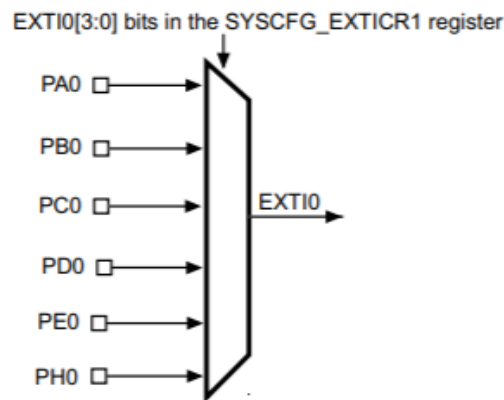 EXTI0[3:0] bits in the SYSCFG_EXTICR1 register
PA0
PB0
PC0
EXTI0
PD0
PE0
PH0